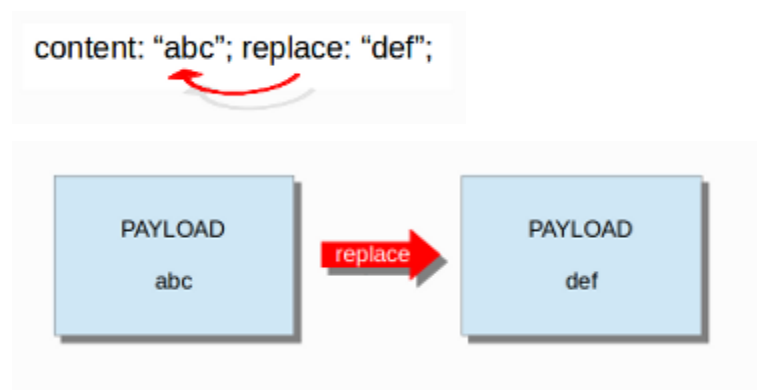 content: “abc”; replace: “def”;
PAYLOAD
abc
replace
PAYLOAD
def